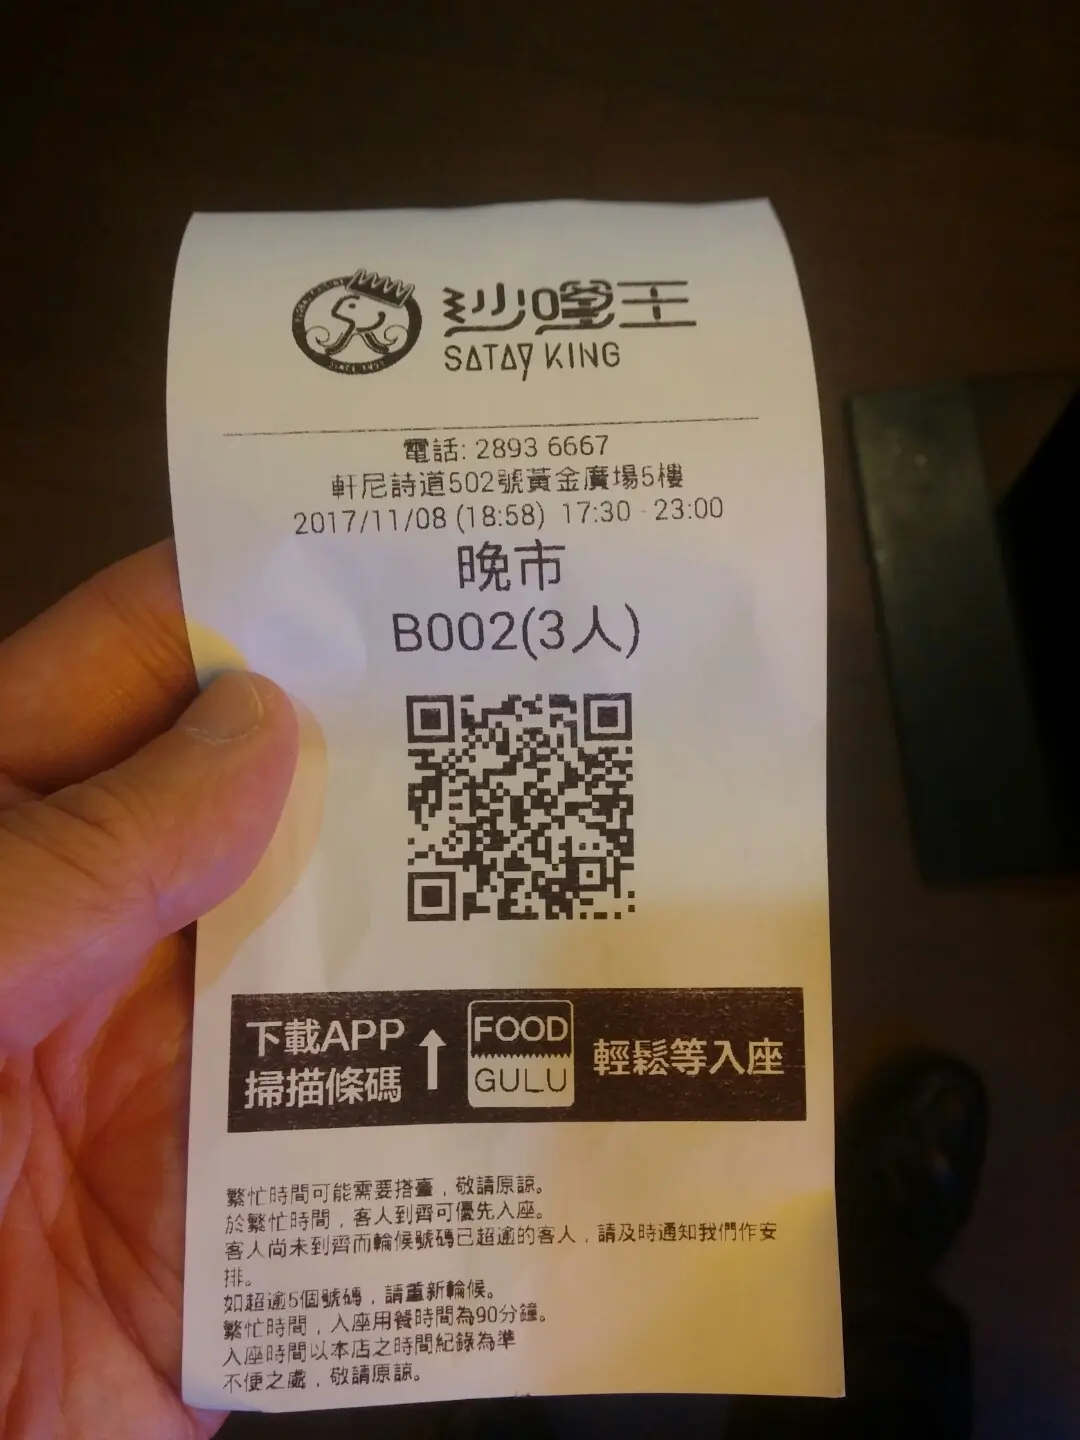 沙嗲王
SATAY KING
電話: 2893 6667
軒尼詩道502號黃金廣場5樓
2017/11/08 (18:58) 17:30 - 23:00
晚市
B002(3人)
下載APP
掃描條碼
FOOD
GULU
輕鬆等入座
繁忙時間可能需要搭臺，敬請原諒。
於繁忙時間，客人到齊可優先入座。
客人尚未到齊而輪候號碼已超逾的客人，請及時通知我們作安
排。
如超逾5個號碼，請重新輪候。
繁忙時間，入座用餐時間為90分鐘。
入座時間以本店之時間紀錄為準
不便之處，敬請原諒。